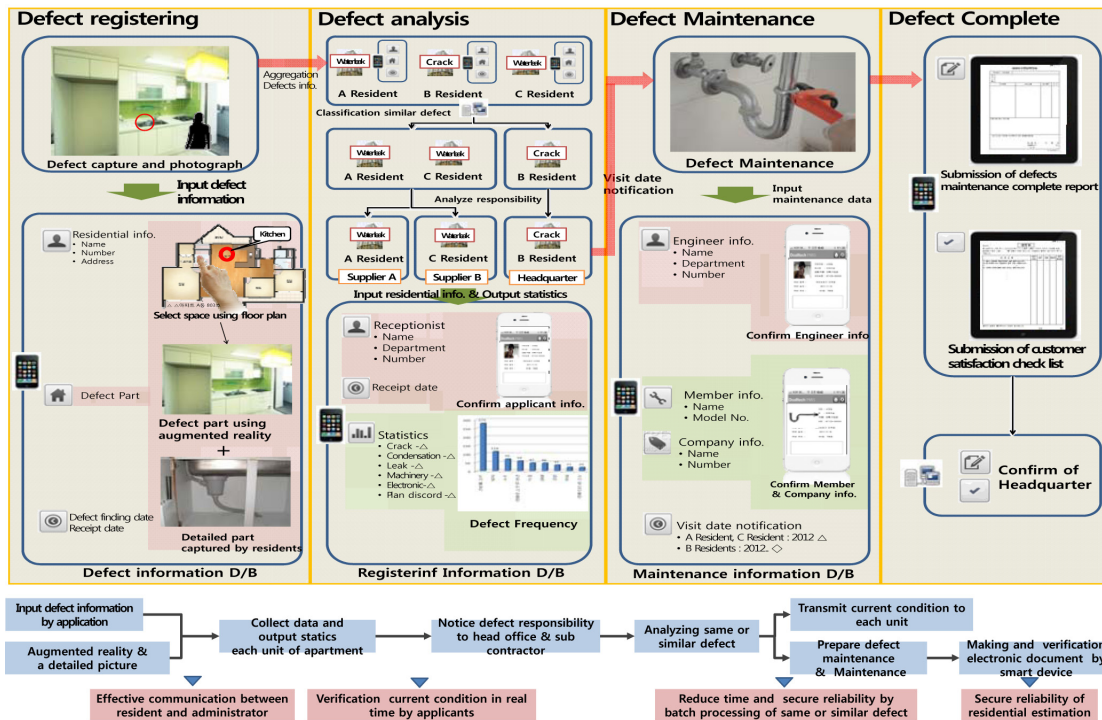 Defect registering
Defect capture and photograph
Input defect
information
Residential info.
• Name
• Number
• Address
Kitchen
Select space using floor plan
Defect Part
Defect part using
augmented reality
+
Defect finding date
Receipt date
Detailed part
captured by residents
Defect information D/B
Aggregation
Defects info.
Defect analysis
Waterleak
Crack
Waterleak
A Resident
B Resident
C Resident
Classification similar defect
Waterleak
Waterleak
Crack
A Resident
C Resident
B Resident
Analyze responsibility
Waterleak
Waterleak
Crack
A Resident
C Resident
B Resident
Supplier A
Supplier B
Headquarter
Input residential info. & Output statistics
Receptionist
• Name
• Department
• Number
Receipt date
Confirm applicant info.
Statistics
• Crack -△
• Condensation -△
• Leak -△
• Machinery -△
• Electronic-△
• Plan discord -△
Defect Frequency
Registerinf Information D/B
Defect Maintenance
Defect Maintenance
Visit date
notification
Input
maintenance data
Engineer info.
• Name
• Department
• Number
Confirm Engineer info
Member info.
• Name
• Model No.
Company info.
• Name
• Number
Confirm Member
& Company info.
Visit date notification
• A Resident, C Resident : 2012 △
• B Residents : 2012. ◇
Maintenance information D/B
Defect Complete
Submission of defects
maintenance complete report
Submission of customer
satisfaction check list
Confirm of
Headquarter
Input defect information
by application
Augmented reality &
a detailed picture
Collect data and
output statics
each unit of apartment
Notice defect responsibility
to head office & sub
contractor
Analyzing same or
similar defect
Transmit current condition to
each unit
Prepare defect
maintenance
& Maintenance
Making and verification
electronic document by
smart device
Effective communication between
resident and administrator
Verification current condition in real
time by applicants
Reduce time and secure reliability by
batch processing of same or similar defect
Secure reliability of
residential estimation